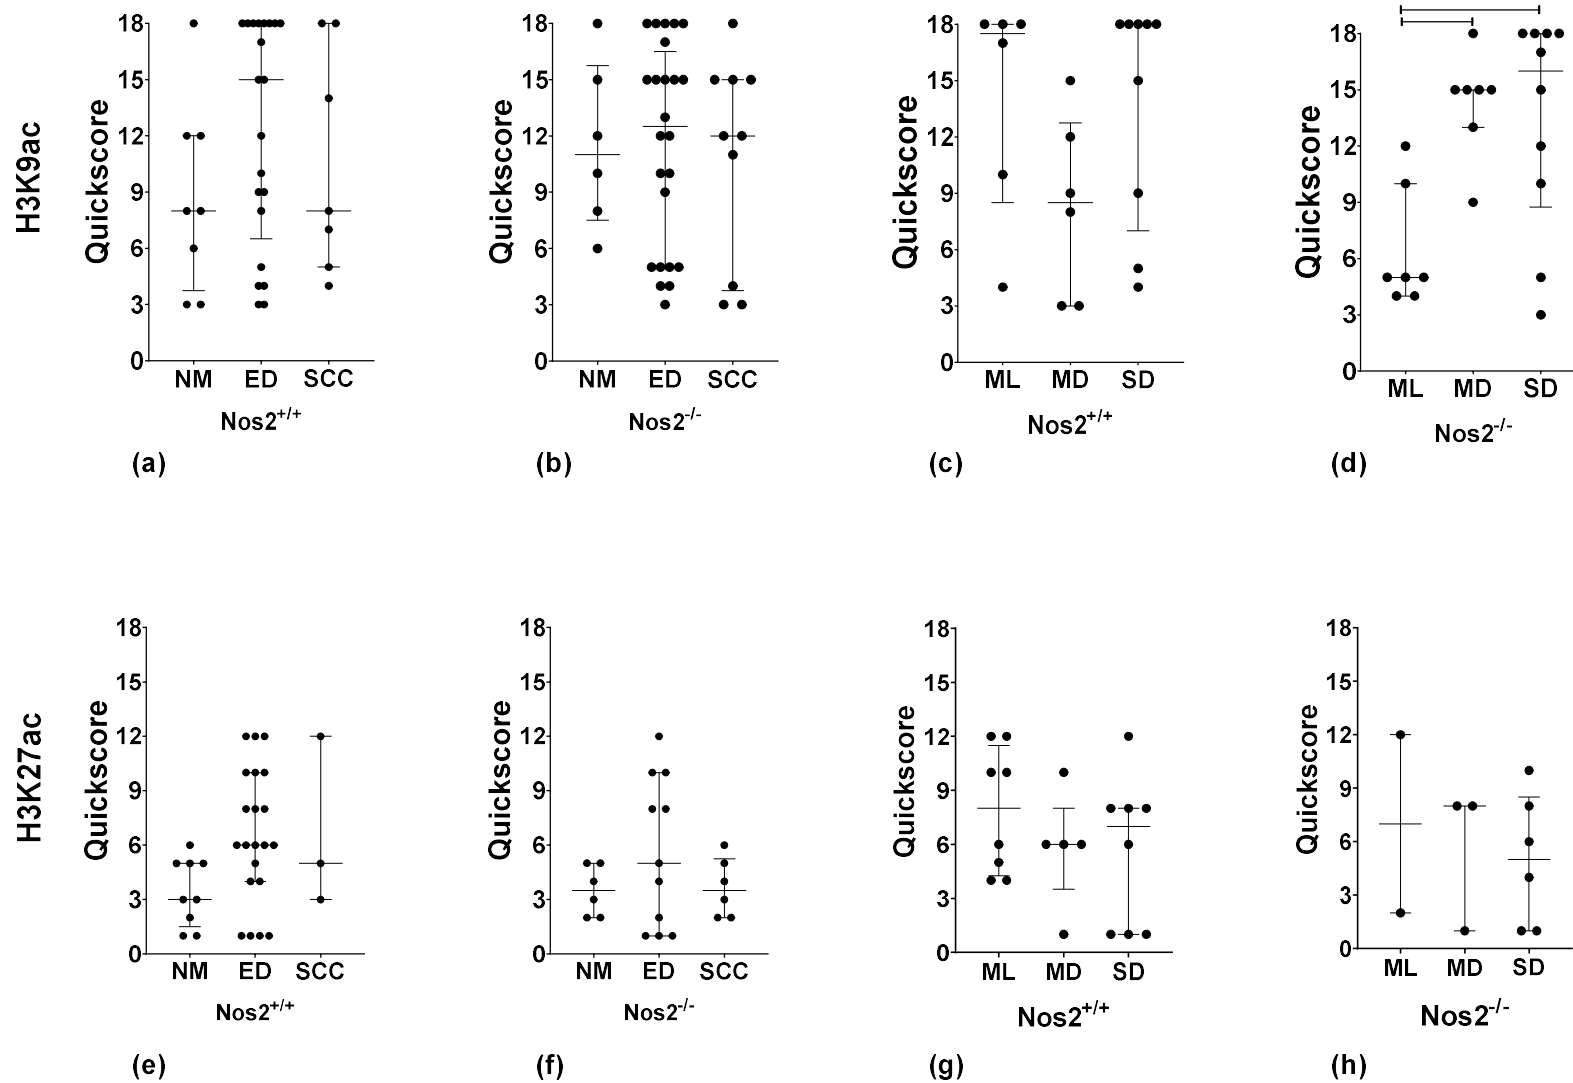 H3K9ac
Quickscore
18
15
12
9
6
3
0
NM ED SCC
Nos2+/+
(a)
Quickscore
18
15
12
9
6
3
0
NM ED SCC
Nos2-/-
(b)
Quickscore
18
15
12
9
6
3
0
ML MD SD
Nos2+/+
(c)
Quickscore
18
15
12
9
6
3
0
ML MD SD
Nos2-/-
(d)
H3K27ac
Quickscore
18
15
12
9
6
3
0
NM ED SCC
Nos2+/+
(e)
Quickscore
18
15
12
9
6
3
0
NM ED SCC
Nos2-/-
(f)
Quickscore
18
15
12
9
6
3
0
ML MD SD
Nos2+/+
(g)
Quickscore
18
15
12
9
6
3
0
ML MD SD
Nos2-/-
(h)